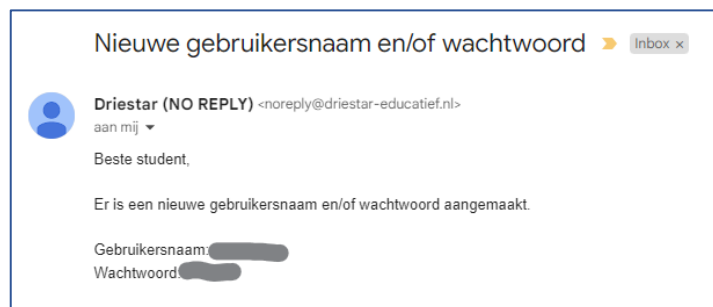 Nieuwe gebruikersnaam en/of wachtwoord Inbox ×
Driestar (NO REPLY) <noreply@driestar-educatief.nl>
aan mij
Beste student,
Er is een nieuwe gebruikersnaam en/of wachtwoord aangemaakt.
Gebruikersnaam:
Wachtwoord: